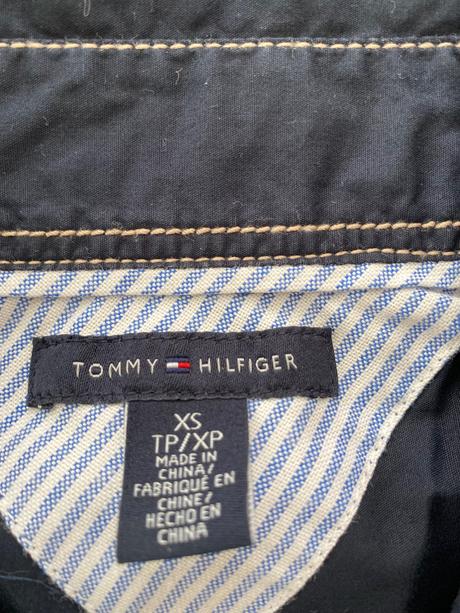 TOMMY HILFIGER
XS
TP/XP
MADE IN
CHINA/
FABRIQUÉ EN
CHINE/
HECHO EN
CHINA